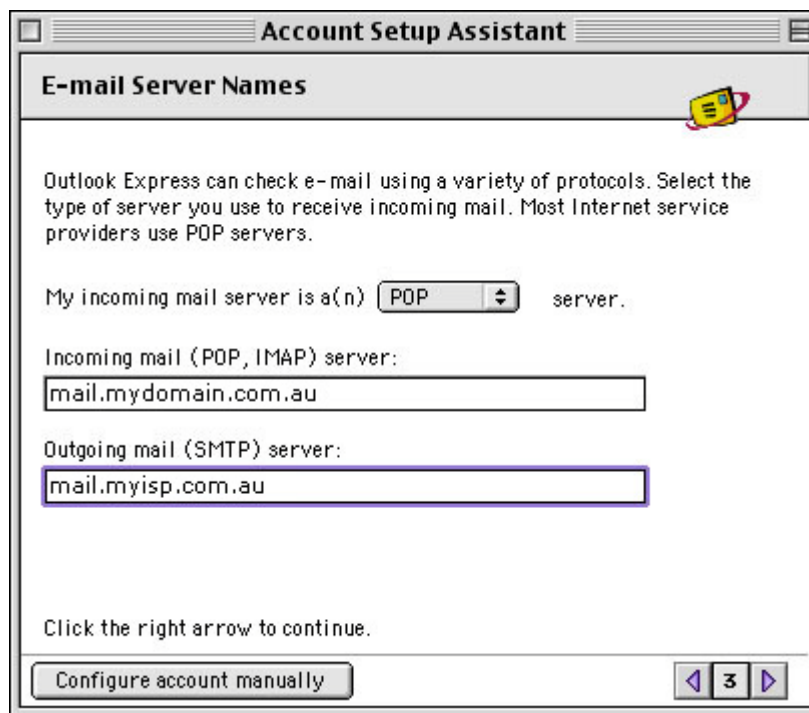 Account Setup Assistant
E-mail Server Names
Outlook Express can check e-mail using a variety of protocols. Select the
type of server you use to receive incoming mail. Most Internet service
providers use POP servers.
My incoming mail server is a(n) POP server.
Incoming mail (POP, IMAP) server:
mail.mydomain.com.au
Outgoing mail (SMTP) server:
mail.myisp.com.au
Click the right arrow to continue.
Configure account manually 3